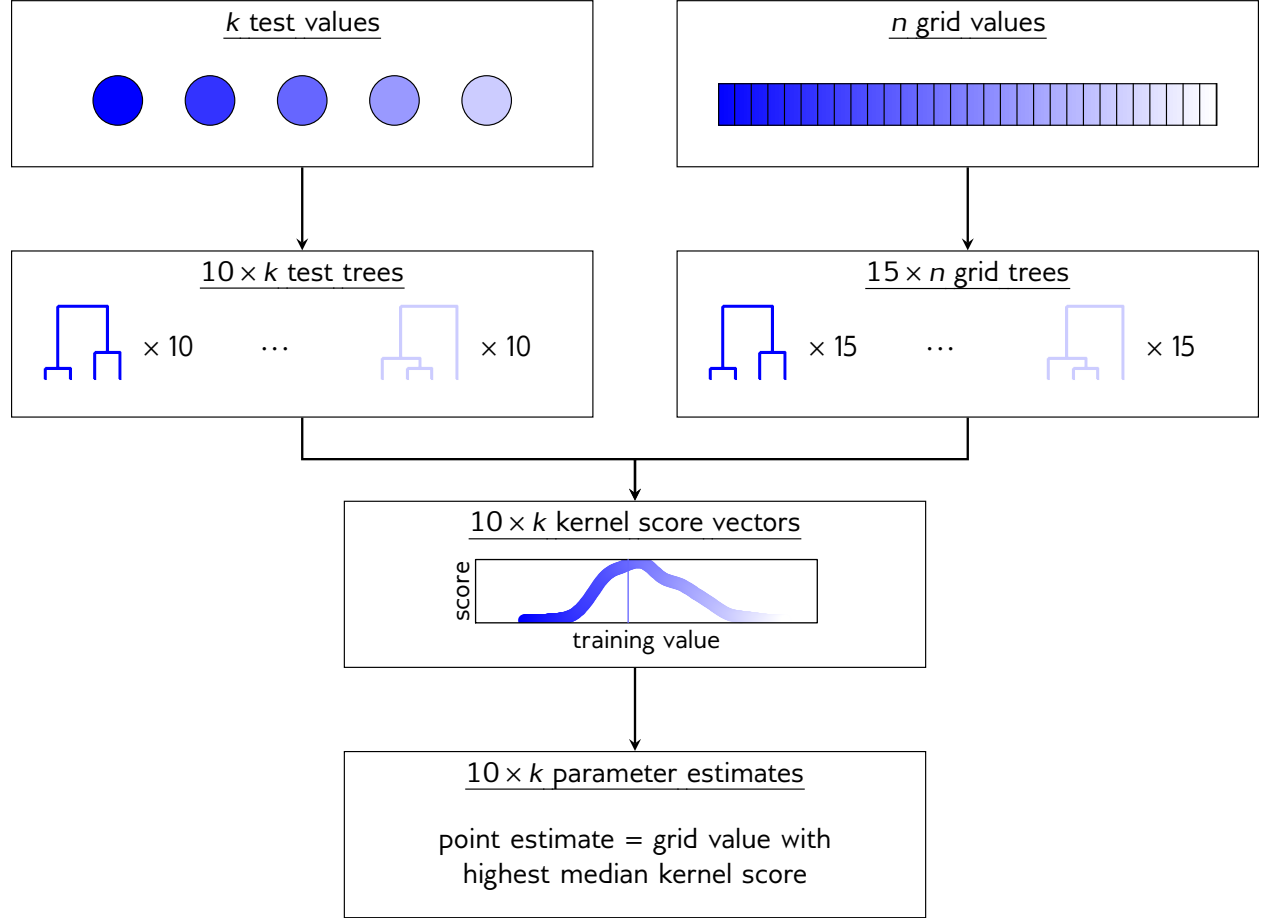 k test values
n grid values
10 × k test trees
× 10 ⋯ × 10
15 × n grid trees
× 15 ⋯ × 15
10 × k kernel score vectors
score
training value
10 × k parameter estimates
point estimate = grid value with
highest median kernel score